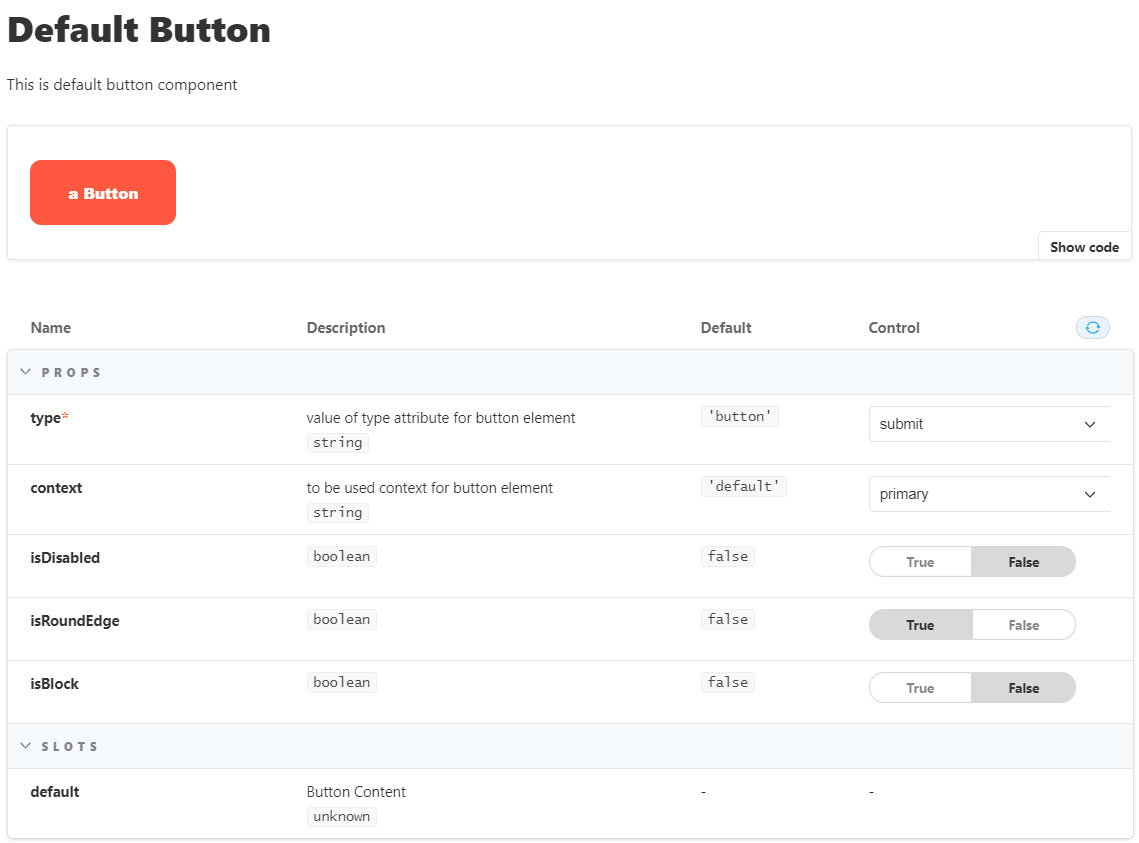 Default Button
This is default button component
a Button
Show code
Name Description Default Control
PROPS
type* value of type attribute for button element 'button' submit
string
context to be used context for button element 'default' primary
string
isDisabled boolean false True False
isRoundEdge boolean false True False
isBlock boolean false True False
SLOTS
default Button Content - -
unknown